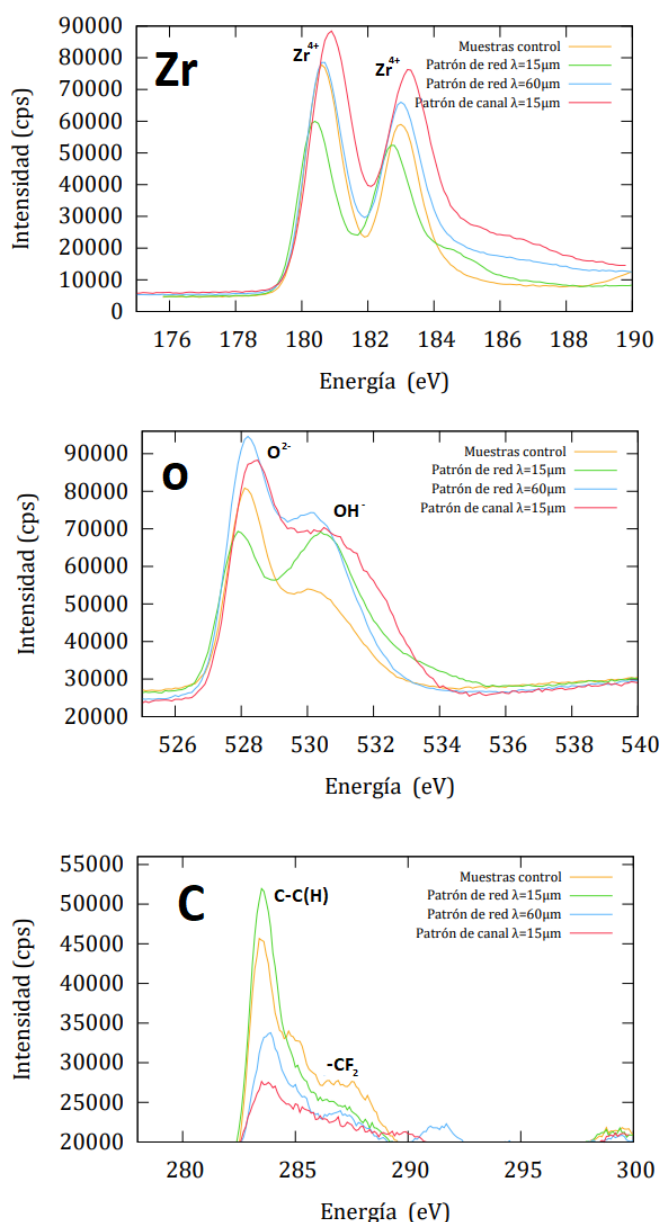 Zr
Zr4+
Zr4+
Muestras control
Patrón de red λ=15μm
Patrón de red λ=60μm
Patrón de canal λ=15μm
Intensidad (cps)
90000
80000
70000
60000
50000
40000
30000
20000
10000
0
176 178 180 182 184 186 188 190
Energía (eV)
O
O2-
OH-
Muestras control
Patrón de red λ=15μm
Patrón de red λ=60μm
Patrón de canal λ=15μm
Intensidad (cps)
90000
80000
70000
60000
50000
40000
30000
20000
526 528 530 532 534 536 538 540
Energía (eV)
C
C-C(H)
-CF2
Muestras control
Patrón de red λ=15μm
Patrón de red λ=60μm
Patrón de canal λ=15μm
Intensidad (cps)
55000
50000
45000
40000
35000
30000
25000
20000
280 285 290 295 300
Energía (eV)